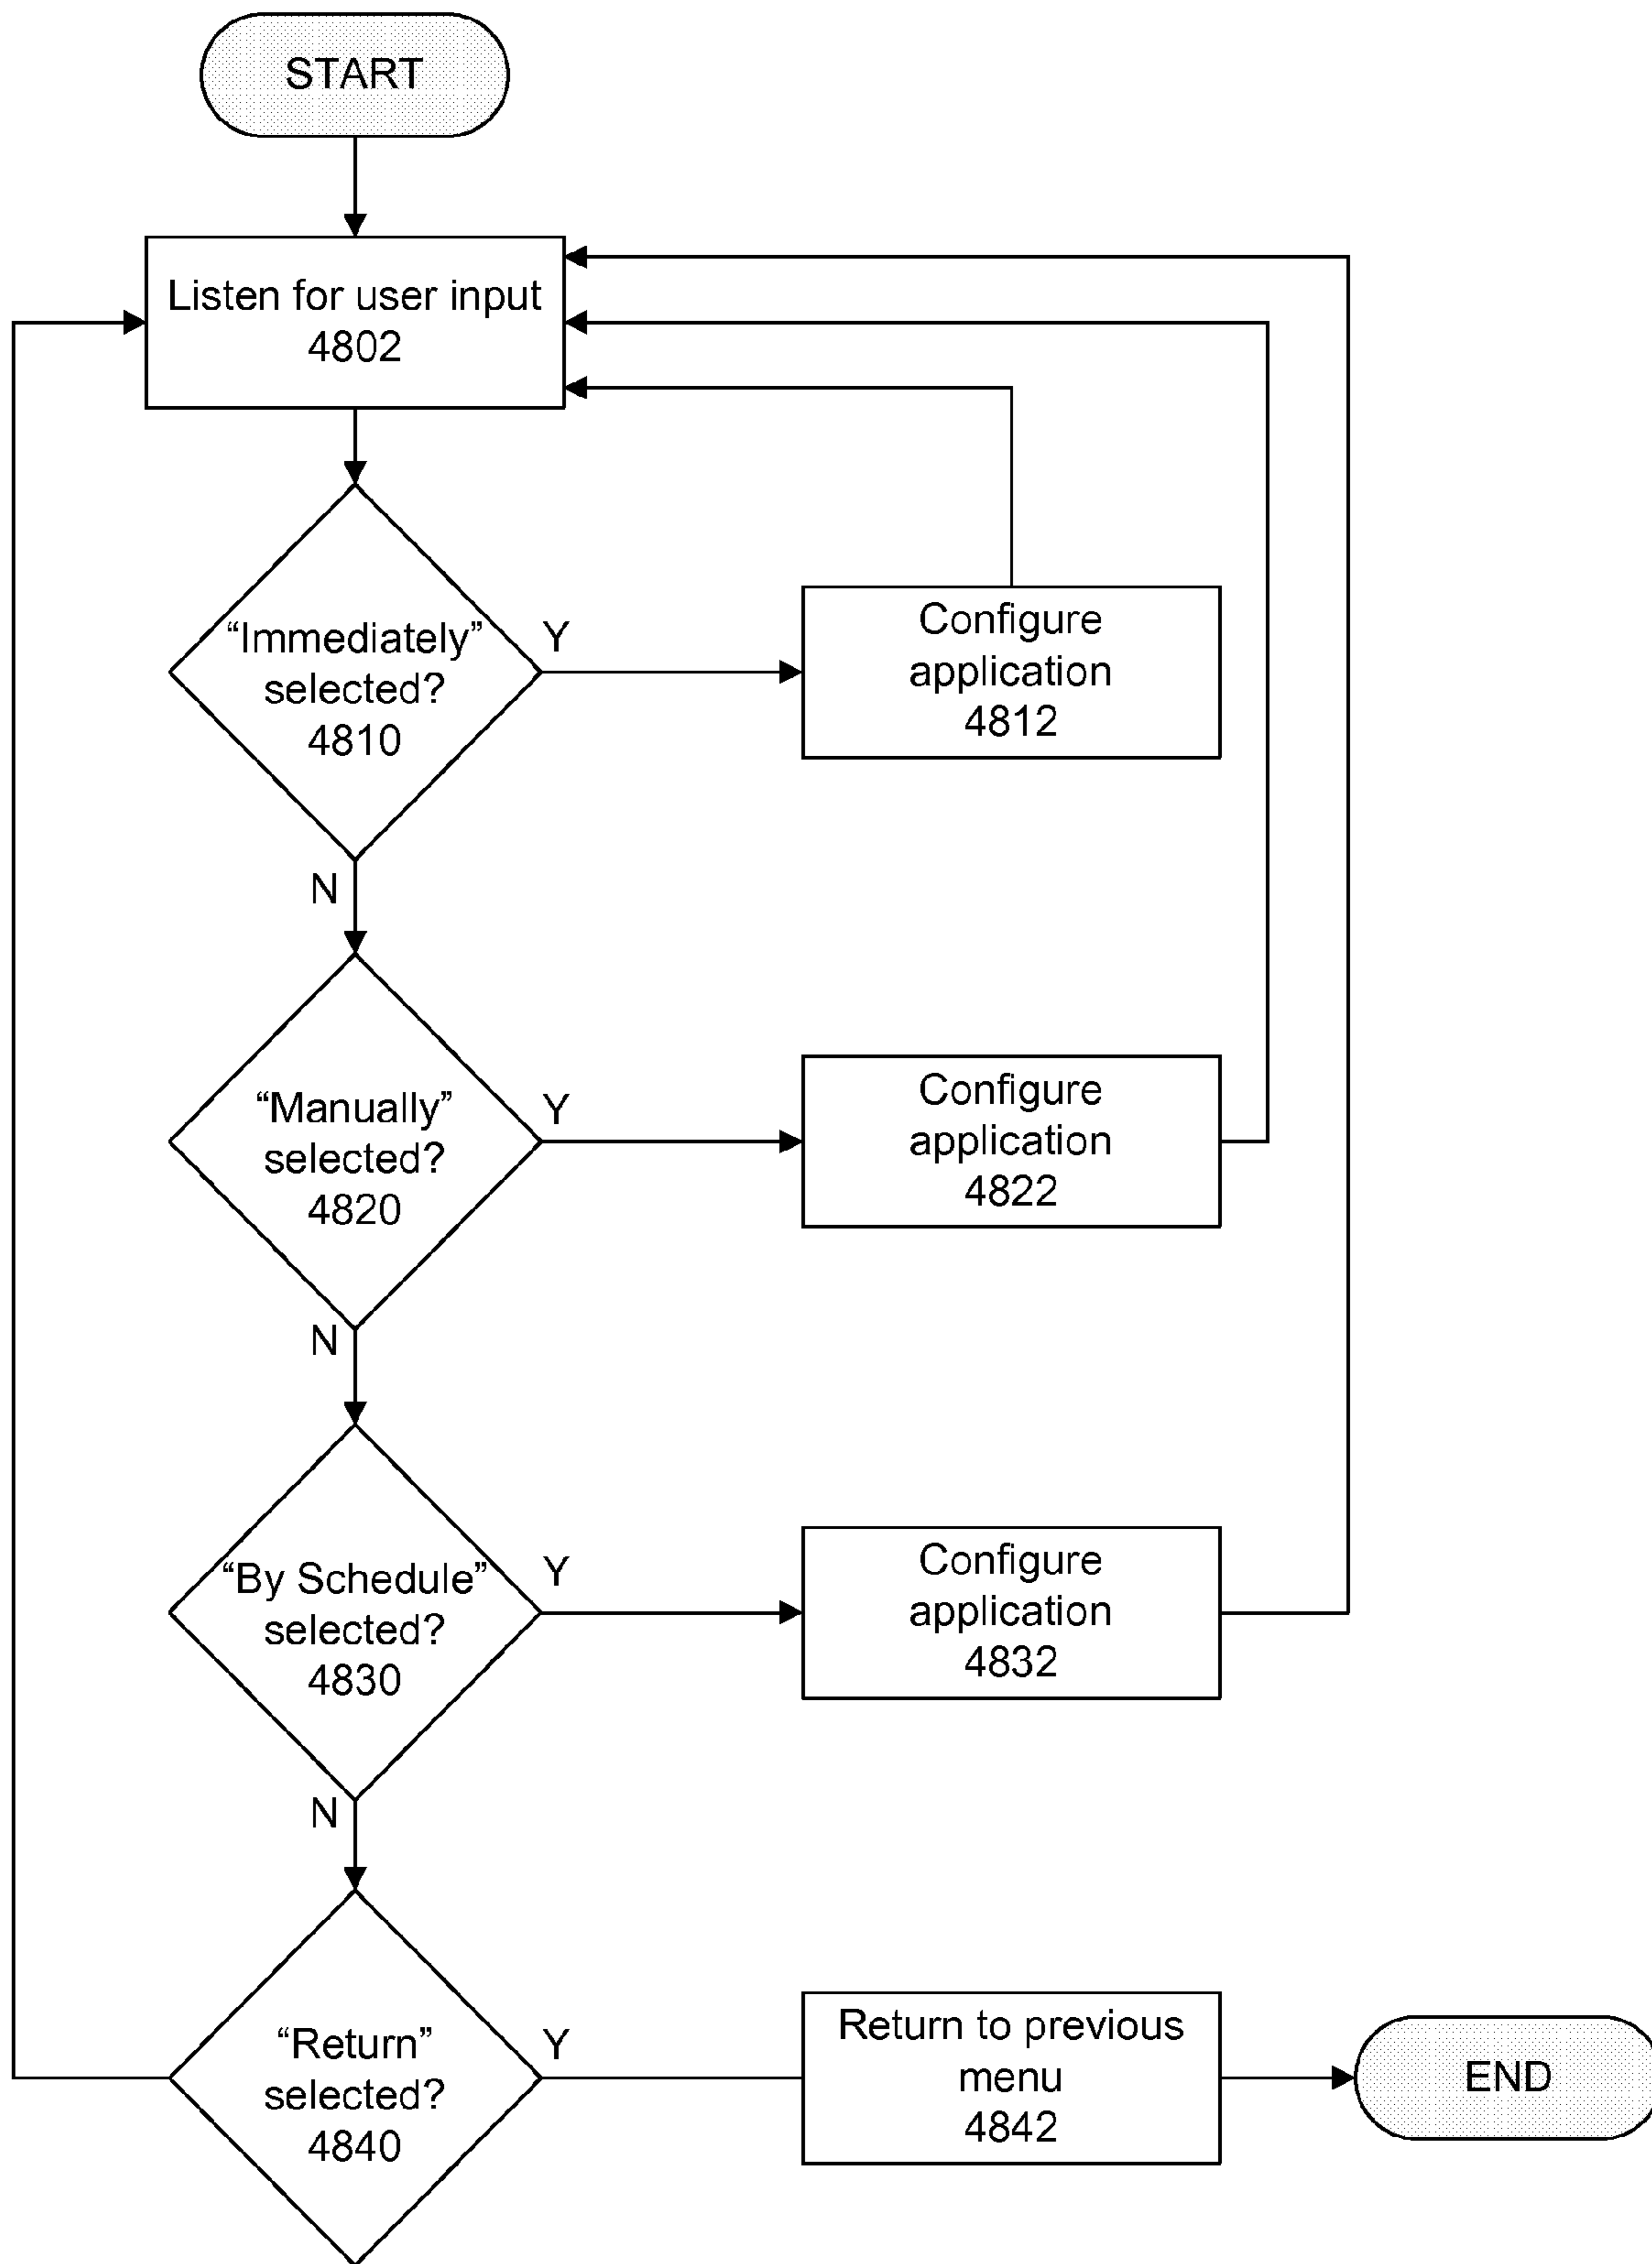 START
Listen for user input
4802
“Immediately”
selected?
4810
Y
Configure
application
4812
N
“Manually”
selected?
4820
Y
Configure
application
4822
N
“By Schedule”
selected?
4830
Y
Configure
application
4832
N
“Return”
selected?
4840
Y
Return to previous
menu
4842
END